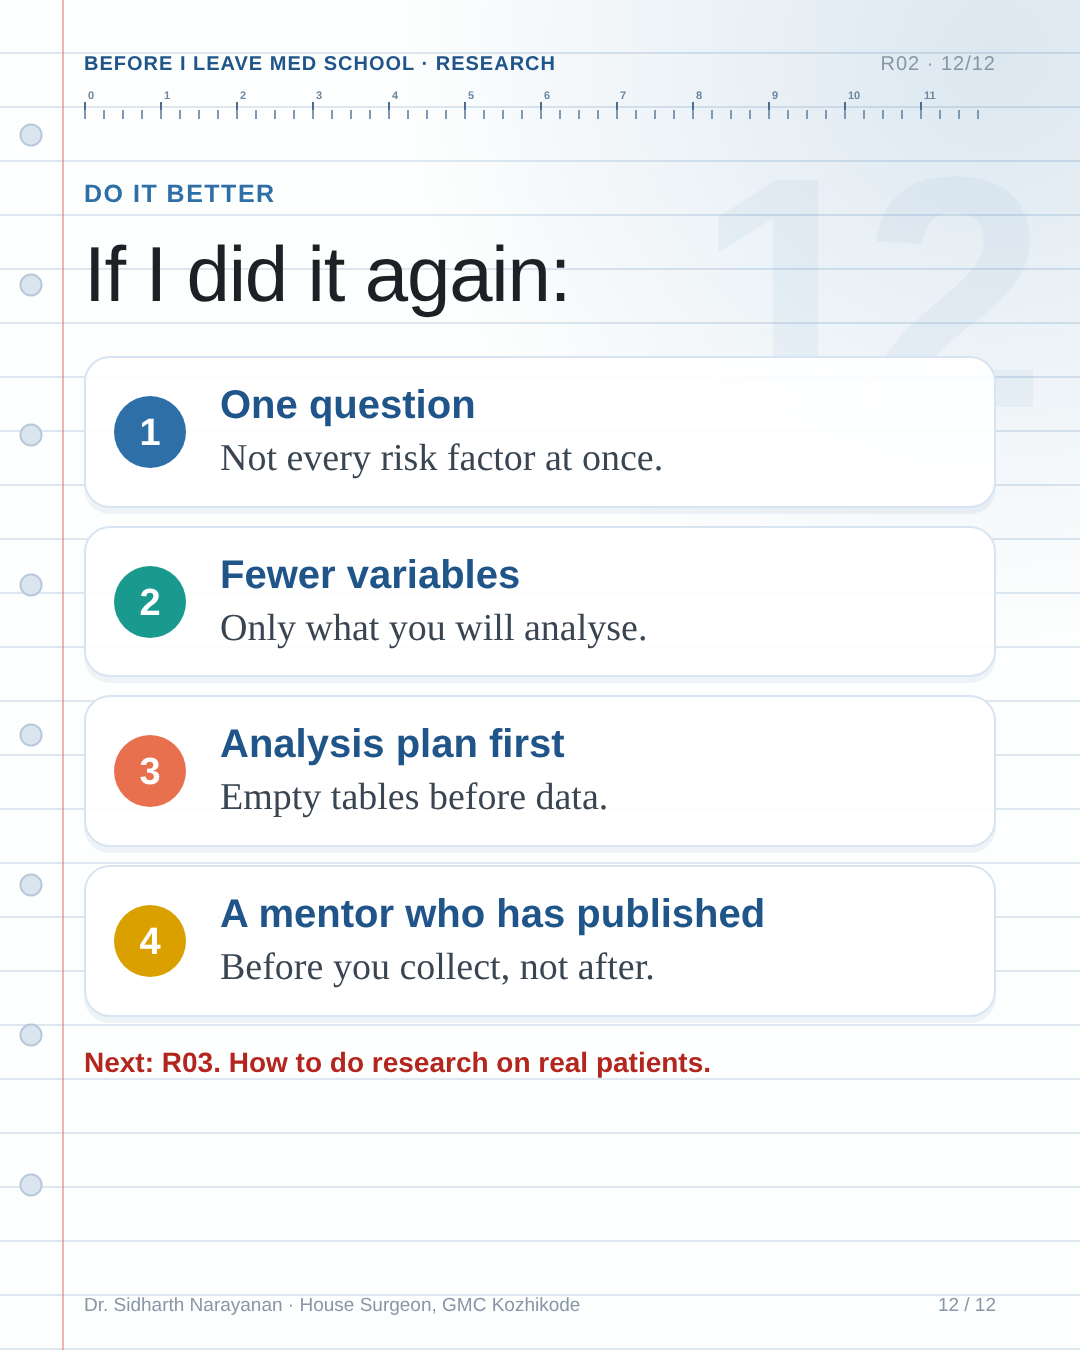 BEFORE I LEAVE MED SCHOOL · RESEARCH
R02 · 12/12
0 1 2 3 4 5 6 7 8 9 10 11
12
DO IT BETTER
If I did it again:
1
One question
Not every risk factor at once.
2
Fewer variables
Only what you will analyse.
3
Analysis plan first
Empty tables before data.
4
A mentor who has published
Before you collect, not after.
Next: R03. How to do research on real patients.
Dr. Sidharth Narayanan · House Surgeon, GMC Kozhikode
12 / 12